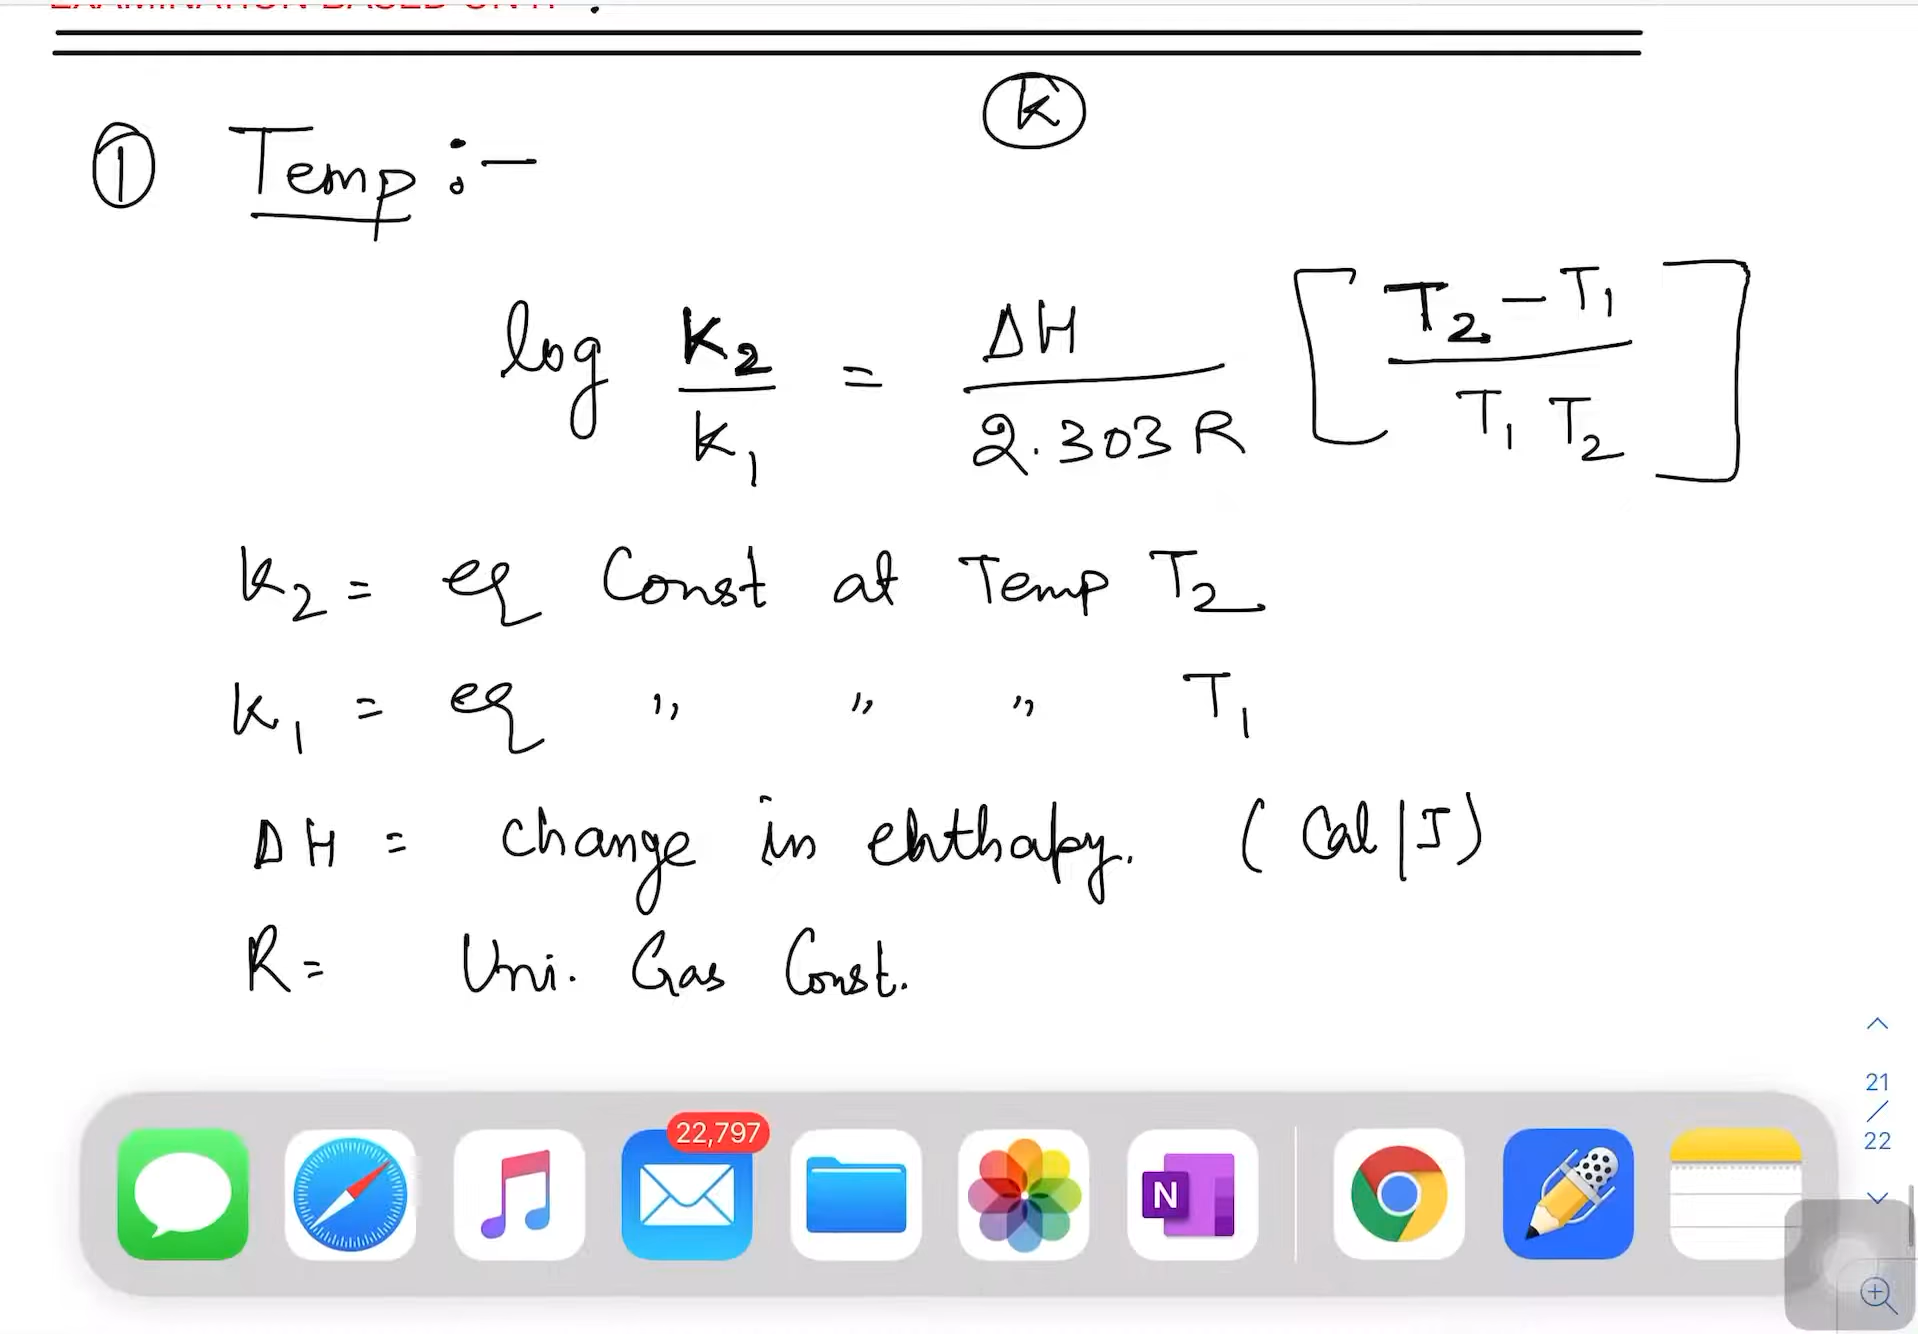 K
① Temp :-
log K₂/K₁ = ΔH/2.303 R [T₂ - T₁/T₁ T₂]
K₂ = eq Const at Temp T₂
K₁ = eq " " " T₁
ΔH = change in enthalpy. (Cal|J)
R = Uni. Gas Const.
21
/
22
22,797
N